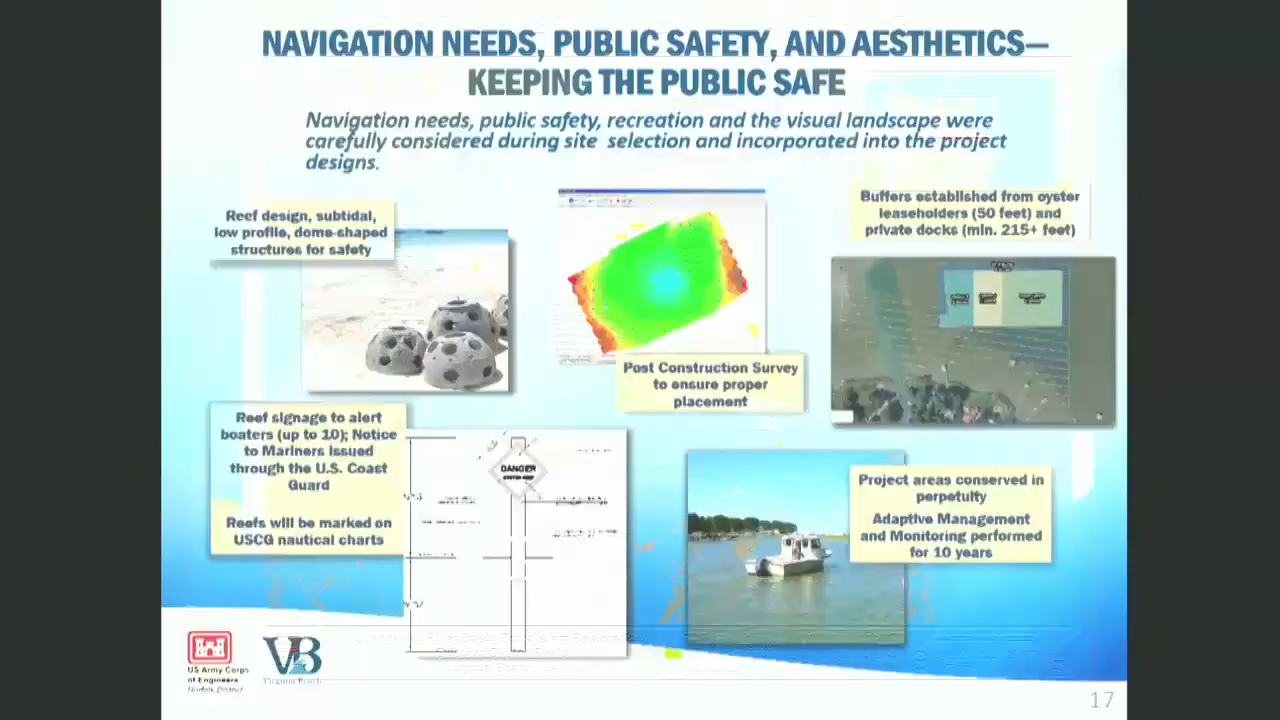 NAVIGATION NEEDS, PUBLIC SAFETY, AND AESTHETICS—
KEEPING THE PUBLIC SAFE
Navigation needs, public safety, recreation and the visual landscape were
carefully considered during site selection and incorporated into the project
designs.
Reef design, subtidal,
low profile, dome-shaped
structures for safety
Post Construction Survey
to ensure proper
placement
Buffers established from oyster
leaseholders (50 feet) and
private docks (min. 215+ feet)
Reef signage to alert
boaters (up to 10); Notice
to Mariners issued
through the U.S. Coast
Guard
Reefs will be marked on
USCG nautical charts
DANGER
Project areas conserved in
perpetuity
Adaptive Management
and Monitoring performed
for 10 years
US Army Corps
of Engineers
Norfolk District
VB
Virginia Beach
17